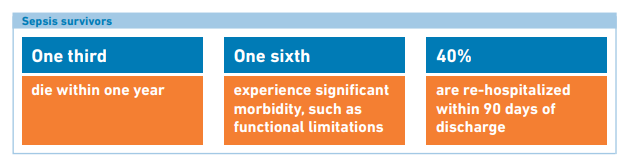 Sepsis survivors
One third
die within one year
One sixth
experience significant
morbidity, such as
functional limitations
40%
are re-hospitalized
within 90 days of
discharge